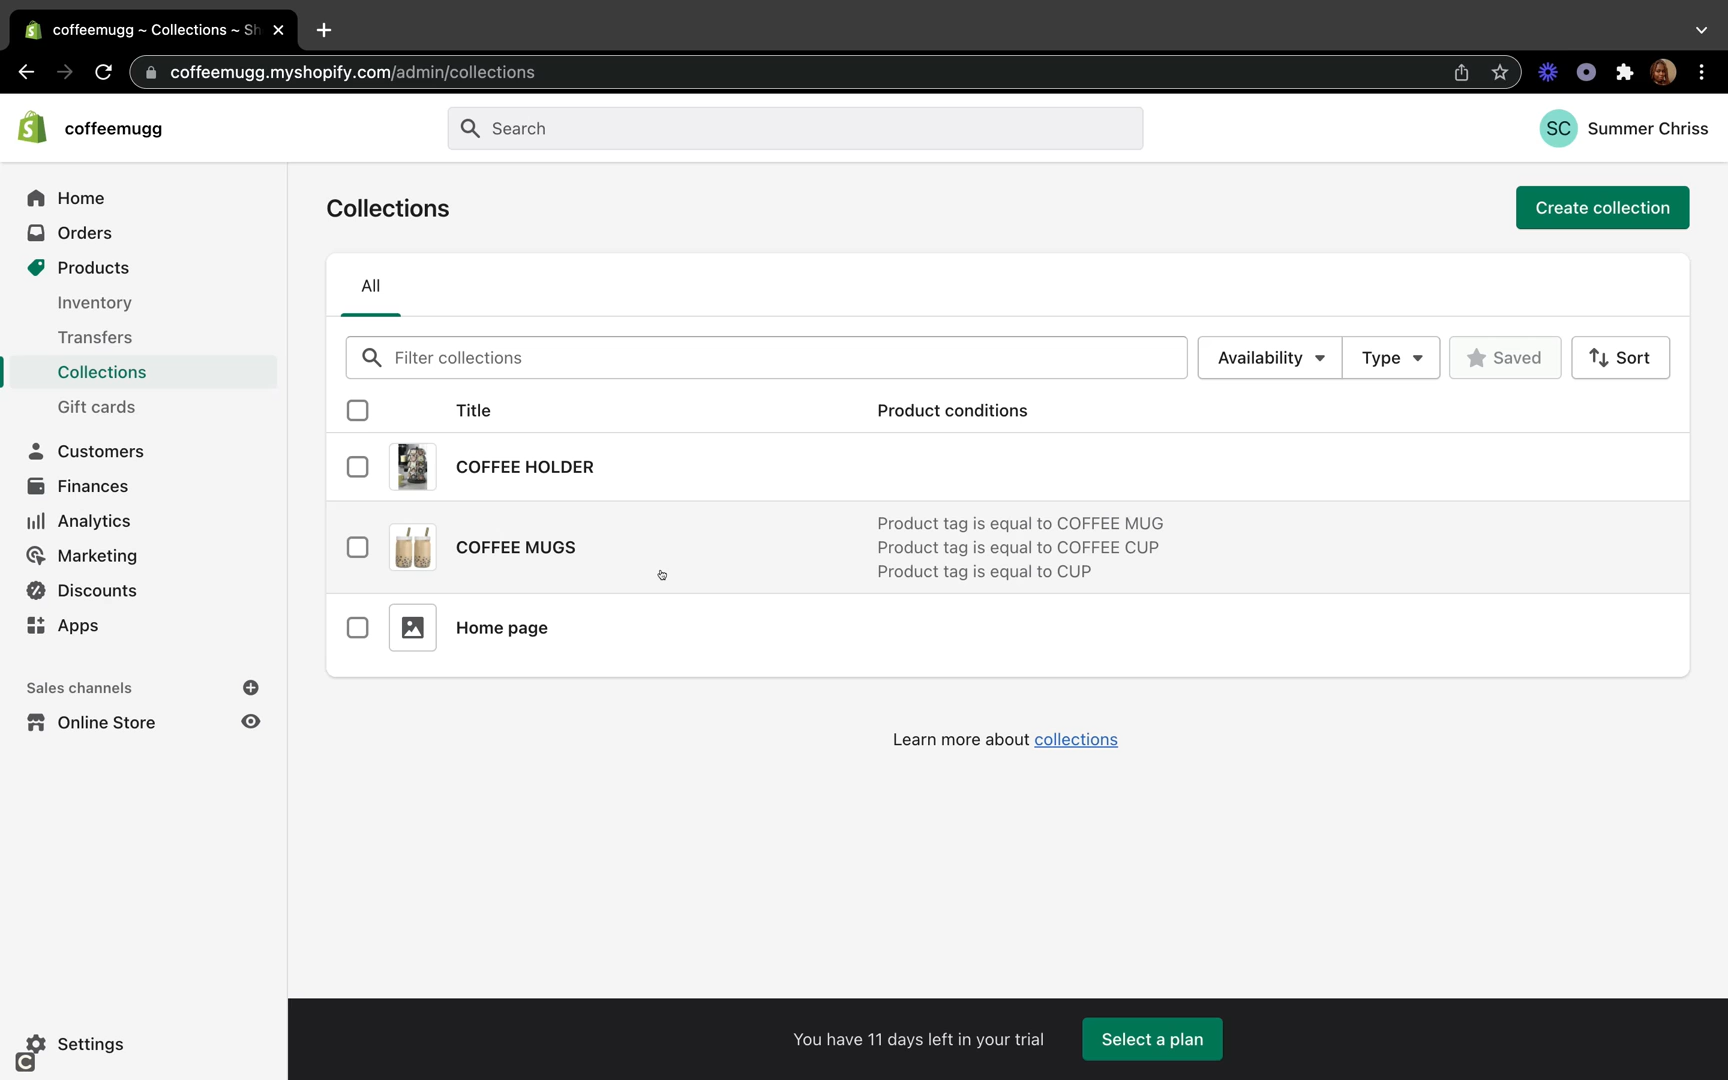 coffeemugg ~ Collections ~ Sh
coffeemugg.myshopify.com/admin/collections
coffeemugg
Search
SC Summer Chriss
Home
Orders
Products
Inventory
Transfers
Collections
Gift cards
Customers
Finances
Analytics
Marketing
Discounts
Apps
Sales channels
Online Store
Settings
Collections
Create collection
All
Filter collections
Availability
Type
Saved
Sort
Title
Product conditions
COFFEE HOLDER
COFFEE MUGS
Product tag is equal to COFFEE MUG
Product tag is equal to COFFEE CUP
Product tag is equal to CUP
Home page
Learn more about collections
You have 11 days left in your trial
Select a plan